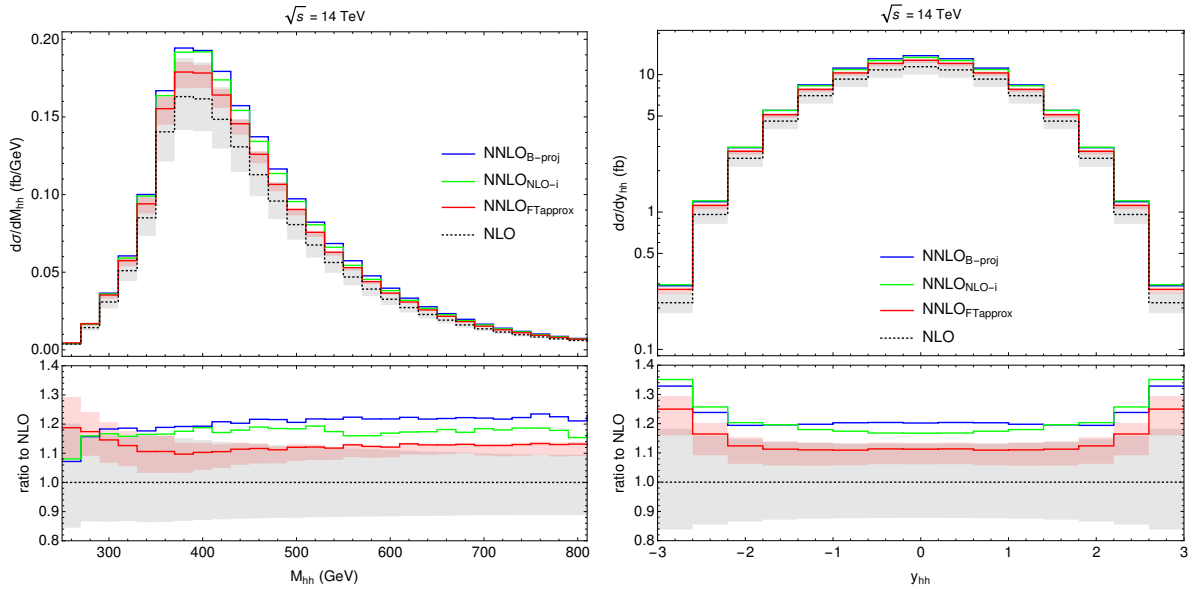 √s = 14 TeV
dσ/dM_hh (fb/GeV)
0.20
0.15
0.10
0.05
0.00
NNLO_B-proj
NNLO_NLO-i
NNLO_FTapprox
NLO
ratio to NLO
1.4
1.3
1.2
1.1
1.0
0.9
0.8
300 400 500 600 700 800
M_hh (GeV)
√s = 14 TeV
dσ/dy_hh (fb)
10
5
1
0.5
0.1
NNLO_B-proj
NNLO_NLO-i
NNLO_FTapprox
NLO
ratio to NLO
1.4
1.3
1.2
1.1
1.0
0.9
0.8
−3 −2 −1 0 1 2 3
y_hh